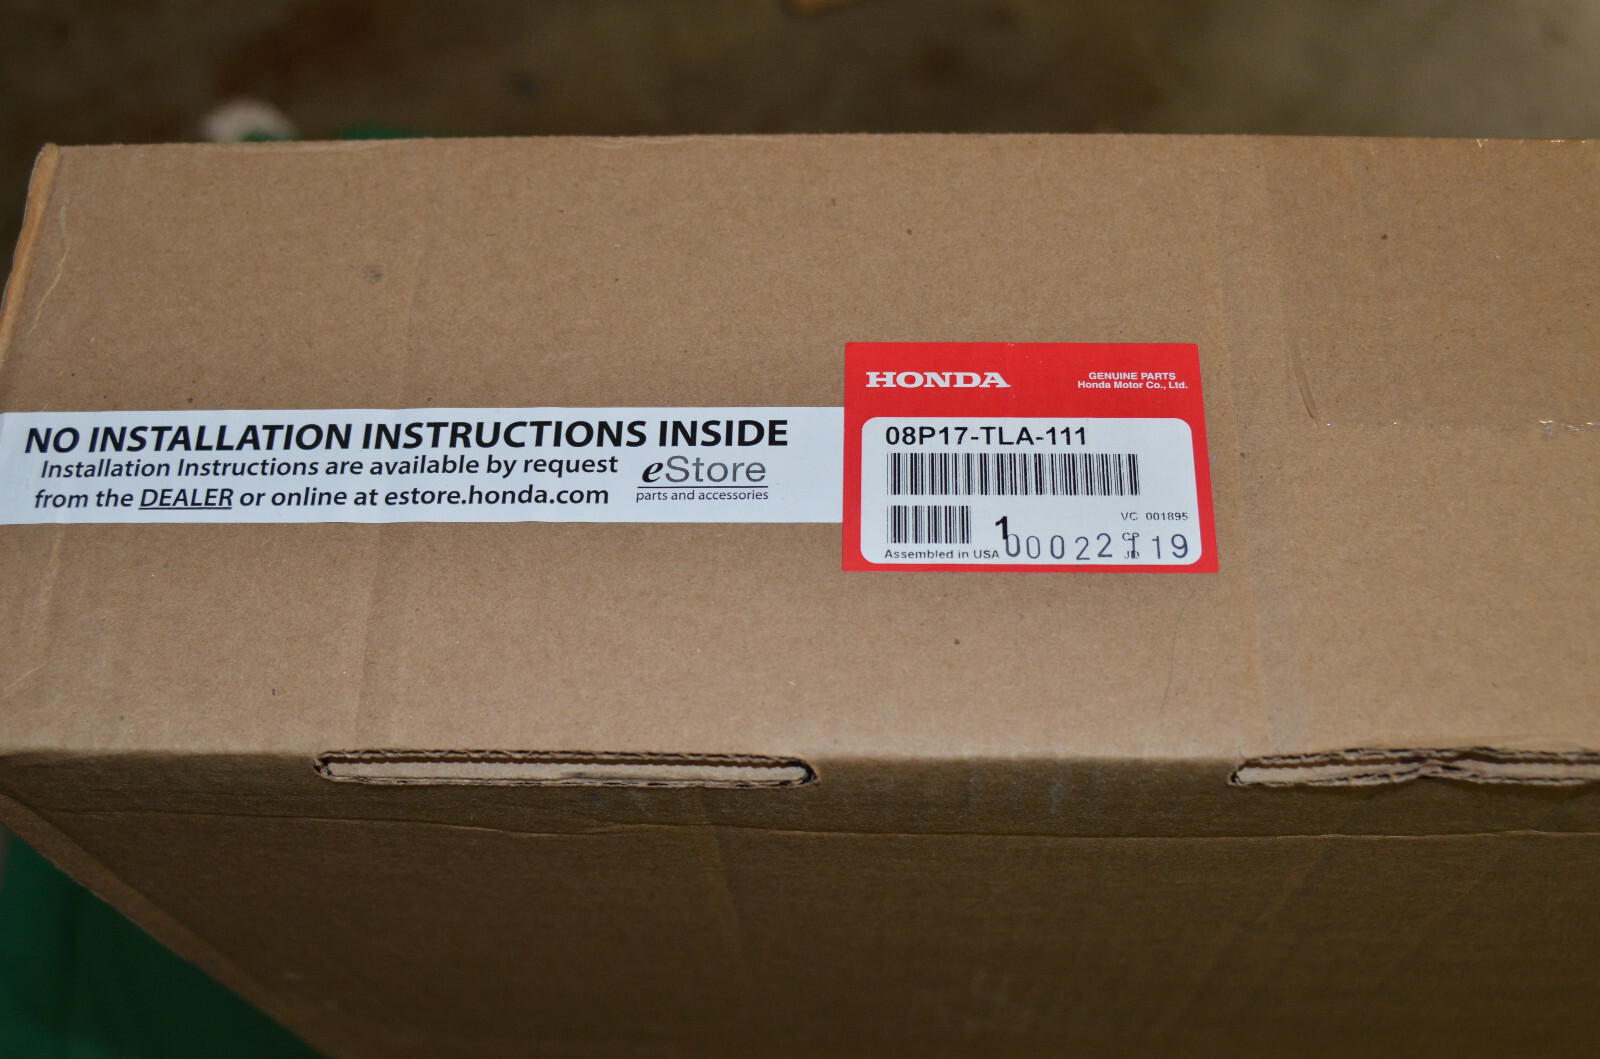 NO INSTALLATION INSTRUCTIONS INSIDE
Installation Instructions are available by request
from the DEALER or online at estore.honda.com
eStore
parts and accessories
HONDA
GENUINE PARTS
Honda Motor Co., Ltd.
08P17-TLA-111
1
VC 001895
Assembled in USA
00022 19